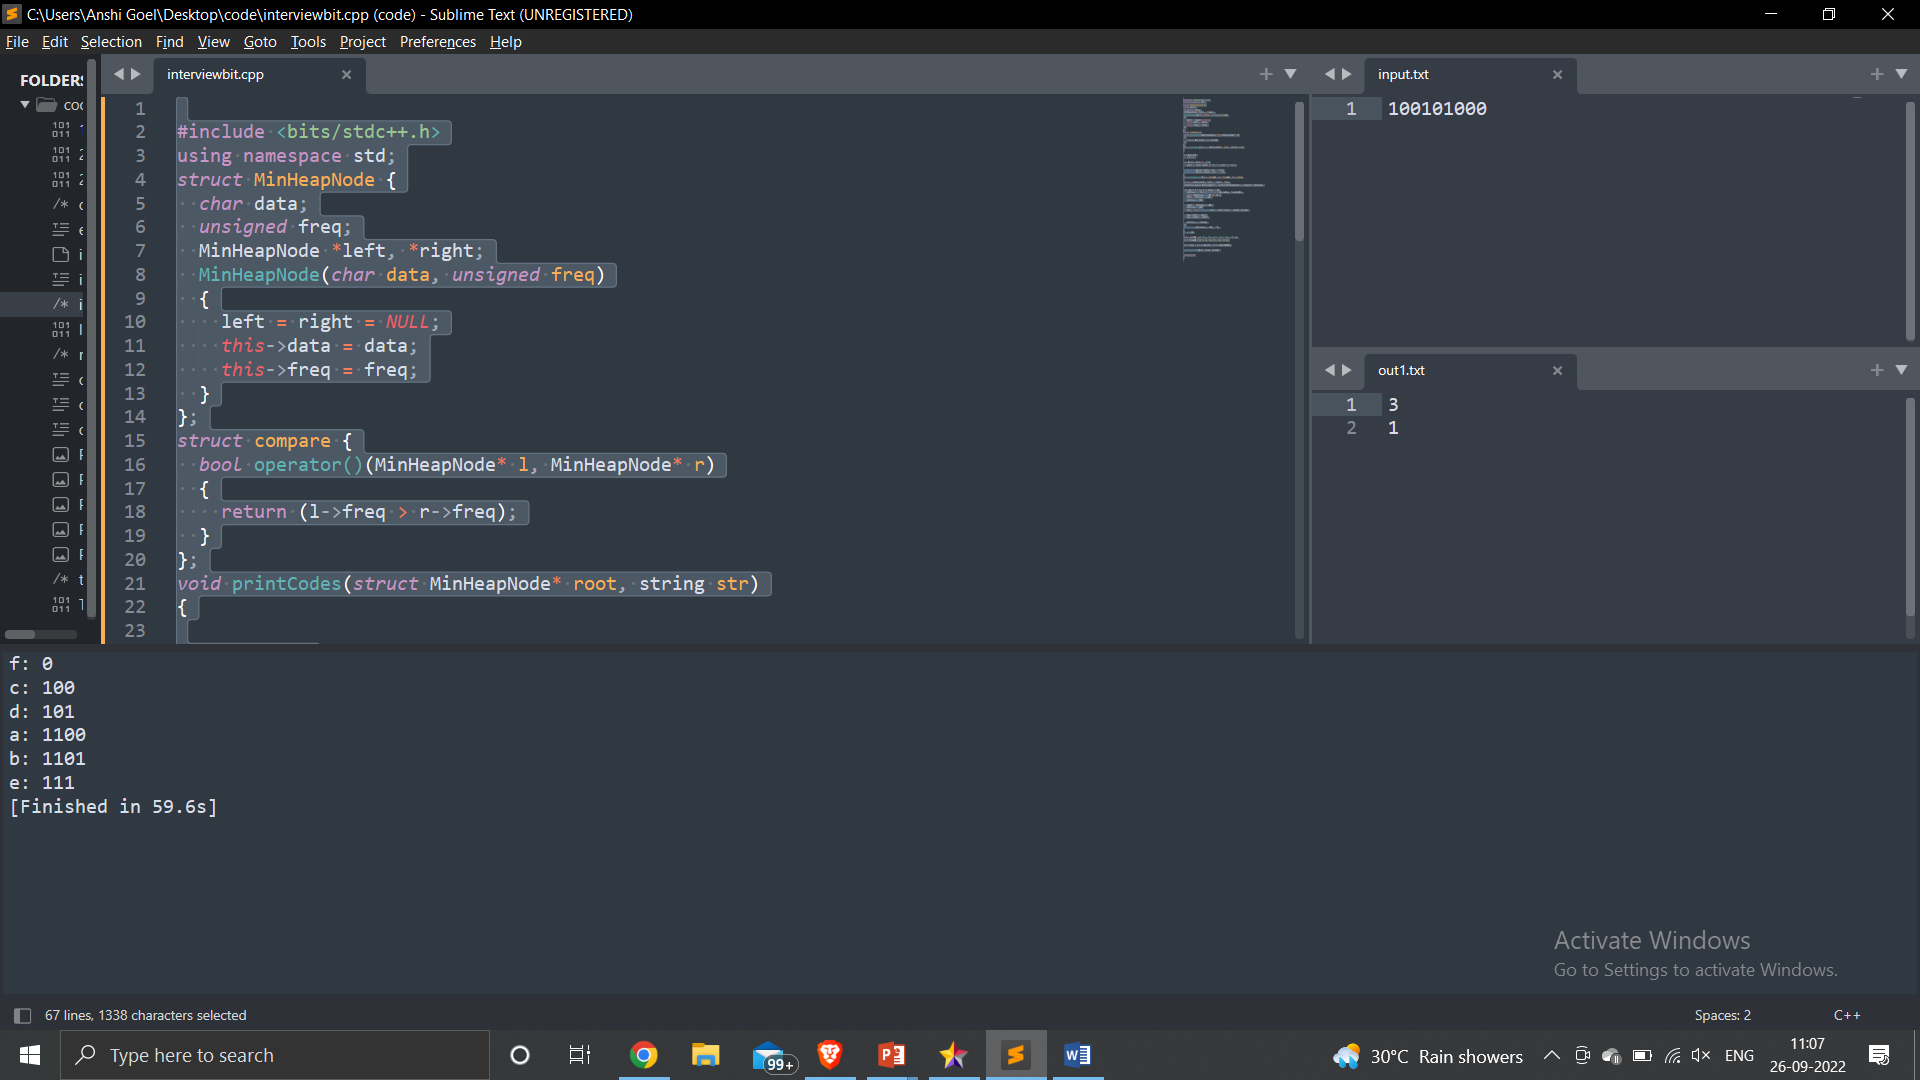 C:\Users\Anshi Goel\Desktop\code\interviewbit.cpp (code) - Sublime Text (UNREGISTERED)
File Edit Selection Find View Goto Tools Project Preferences Help
FOLDERS
interviewbit.cpp
1
2 #include <bits/stdc++.h>
3 using namespace std;
4 struct MinHeapNode {
5 char data;
6 unsigned freq;
7 MinHeapNode *left, *right;
8 MinHeapNode(char data, unsigned freq)
9 {
10 left = right = NULL;
11 this->data = data;
12 this->freq = freq;
13 }
14 };
15 struct compare {
16 bool operator()(MinHeapNode* l, MinHeapNode* r)
17 {
18 return (l->freq > r->freq);
19 }
20 };
21 void printCodes(struct MinHeapNode* root, string str)
22 {
23
input.txt
1 100101000
out1.txt
1 3
2 1
f: 0
c: 100
d: 101
a: 1100
b: 1101
e: 111
[Finished in 59.6s]
Activate Windows
Go to Settings to activate Windows.
67 lines, 1338 characters selected
Spaces: 2 C++
Type here to search
99+
30°C Rain showers
ENG
11:07
26-09-2022